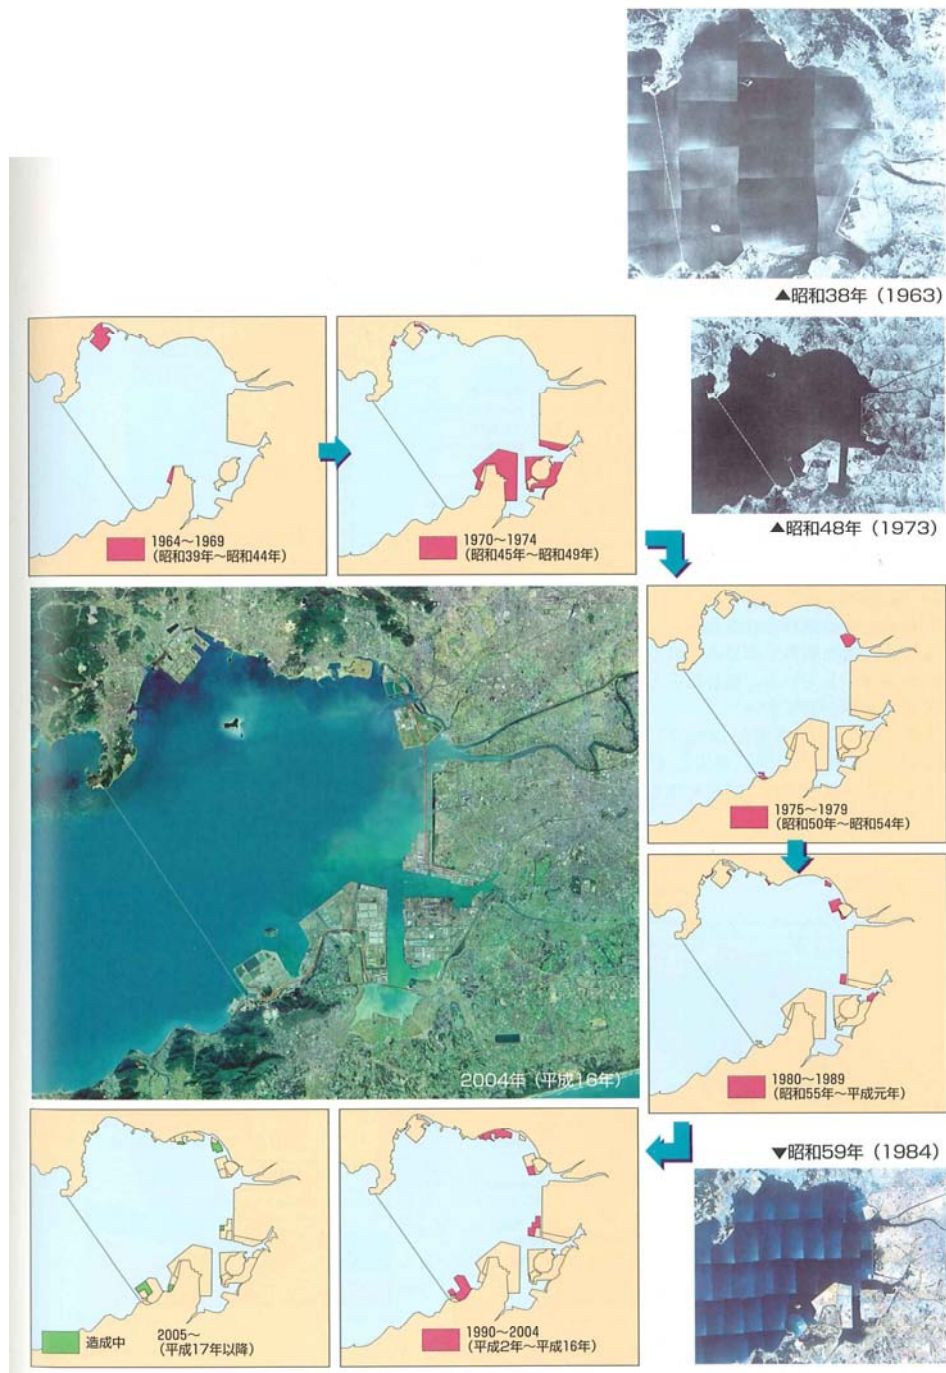 ▲昭和38年（1963）
1964～1969
（昭和39年～昭和44年）
1970～1974
（昭和45年～昭和49年）
▲昭和48年（1973）
1975～1979
（昭和50年～昭和54年）
2004年（平成16年）
1980～1989
（昭和55年～平成元年）
▼昭和59年（1984）
造成中
2005～
（平成17年以降）
1990～2004
（平成2年～平成16年）